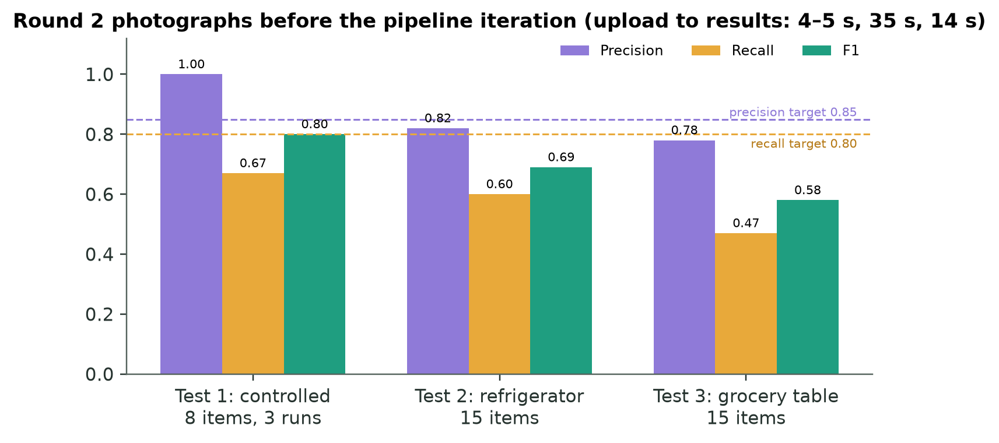 Round 2 photographs before the pipeline iteration (upload to results: 4–5 s, 35 s, 14 s)
Precision Recall F1
1.0
0.8
0.6
0.4
0.2
0.0
precision target 0.85
recall target 0.80
1.00
0.67
0.80
0.82
0.60
0.69
0.78
0.47
0.58
Test 1: controlled
8 items, 3 runs
Test 2: refrigerator
15 items
Test 3: grocery table
15 items